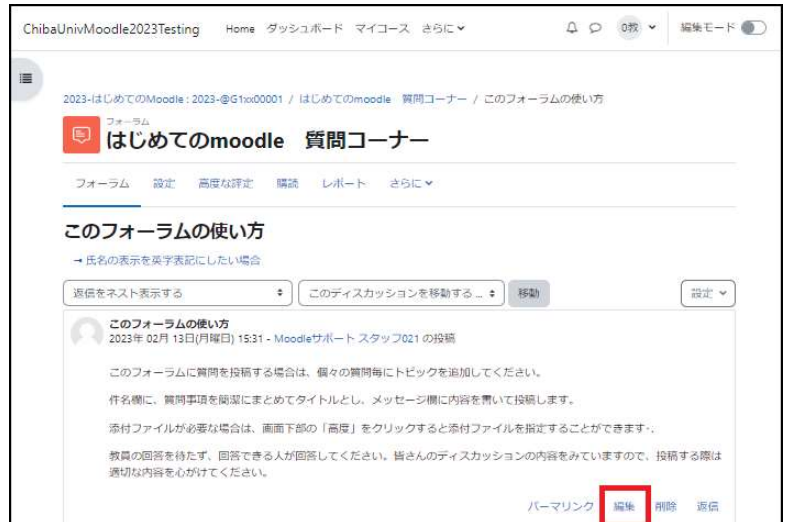 ChibaUnivMoodle2023Testing Home ダッシュボード マイコース さらに 0教 編集モード
2023-はじめてのMoodle : 2023-@G1xx00001 / はじめてのmoodle 質問コーナー / このフォーラムの使い方
フォーラム
はじめてのmoodle 質問コーナー
フォーラム 設定 高度な評定 購読 レポート さらに
このフォーラムの使い方
→ 氏名の表示を英字表記にしたい場合
返信をネスト表示する このディスカッションを移動する ... 移動 設定
このフォーラムの使い方
2023年 02月 13日(月曜日) 15:31 - Moodleサポート スタッフ021 の投稿
このフォーラムに質問を投稿する場合は、個々の質問毎にトピックを追加してください。
件名欄に、質問事項を簡潔にまとめてタイトルとし、メッセージ欄に内容を書いて投稿します。
添付ファイルが必要な場合は、画面下部の「高度」をクリックすると添付ファイルを指定することができます·.
教員の回答を待たず、回答できる人が回答してください。皆さんのディスカッションの内容をみていますので、投稿する際は
適切な内容を心がけてください。
パーマリンク 編集 削除 返信